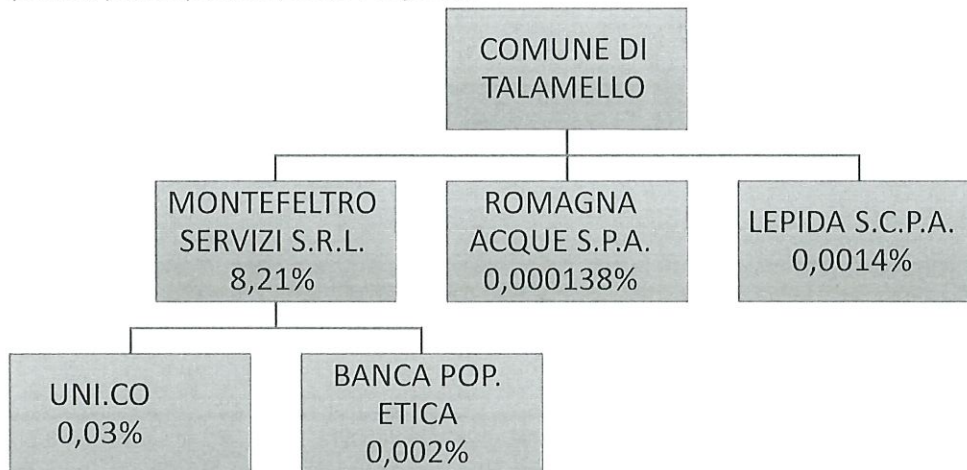 COMUNE DI
TALAMELLO
MONTEFELTRO
SERVIZI S.R.L.
8,21%
ROMAGNA
ACQUE S.P.A.
0,000138%
LEPIDA S.C.P.A.
0,0014%
UNI.CO
0,03%
BANCA POP.
ETICA
0,002%